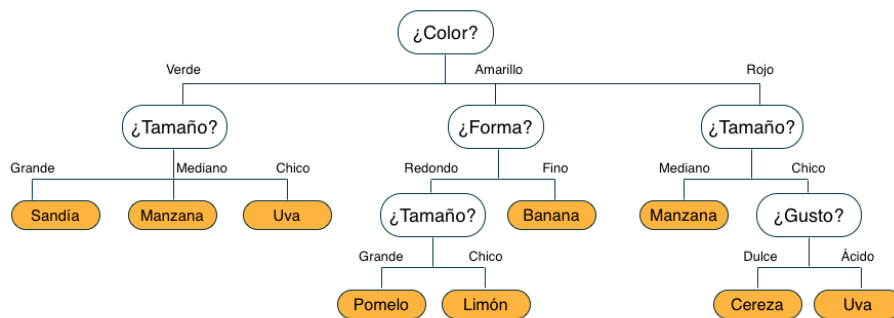 ¿Color?
Verde
Amarillo
Rojo
¿Tamaño?
¿Forma?
¿Tamaño?
Grande
Mediano
Chico
Redondo
Fino
Mediano
Chico
Sandía
Manzana
Uva
¿Tamaño?
Banana
Manzana
¿Gusto?
Grande
Chico
Dulce
Ácido
Pomelo
Limón
Cereza
Uva